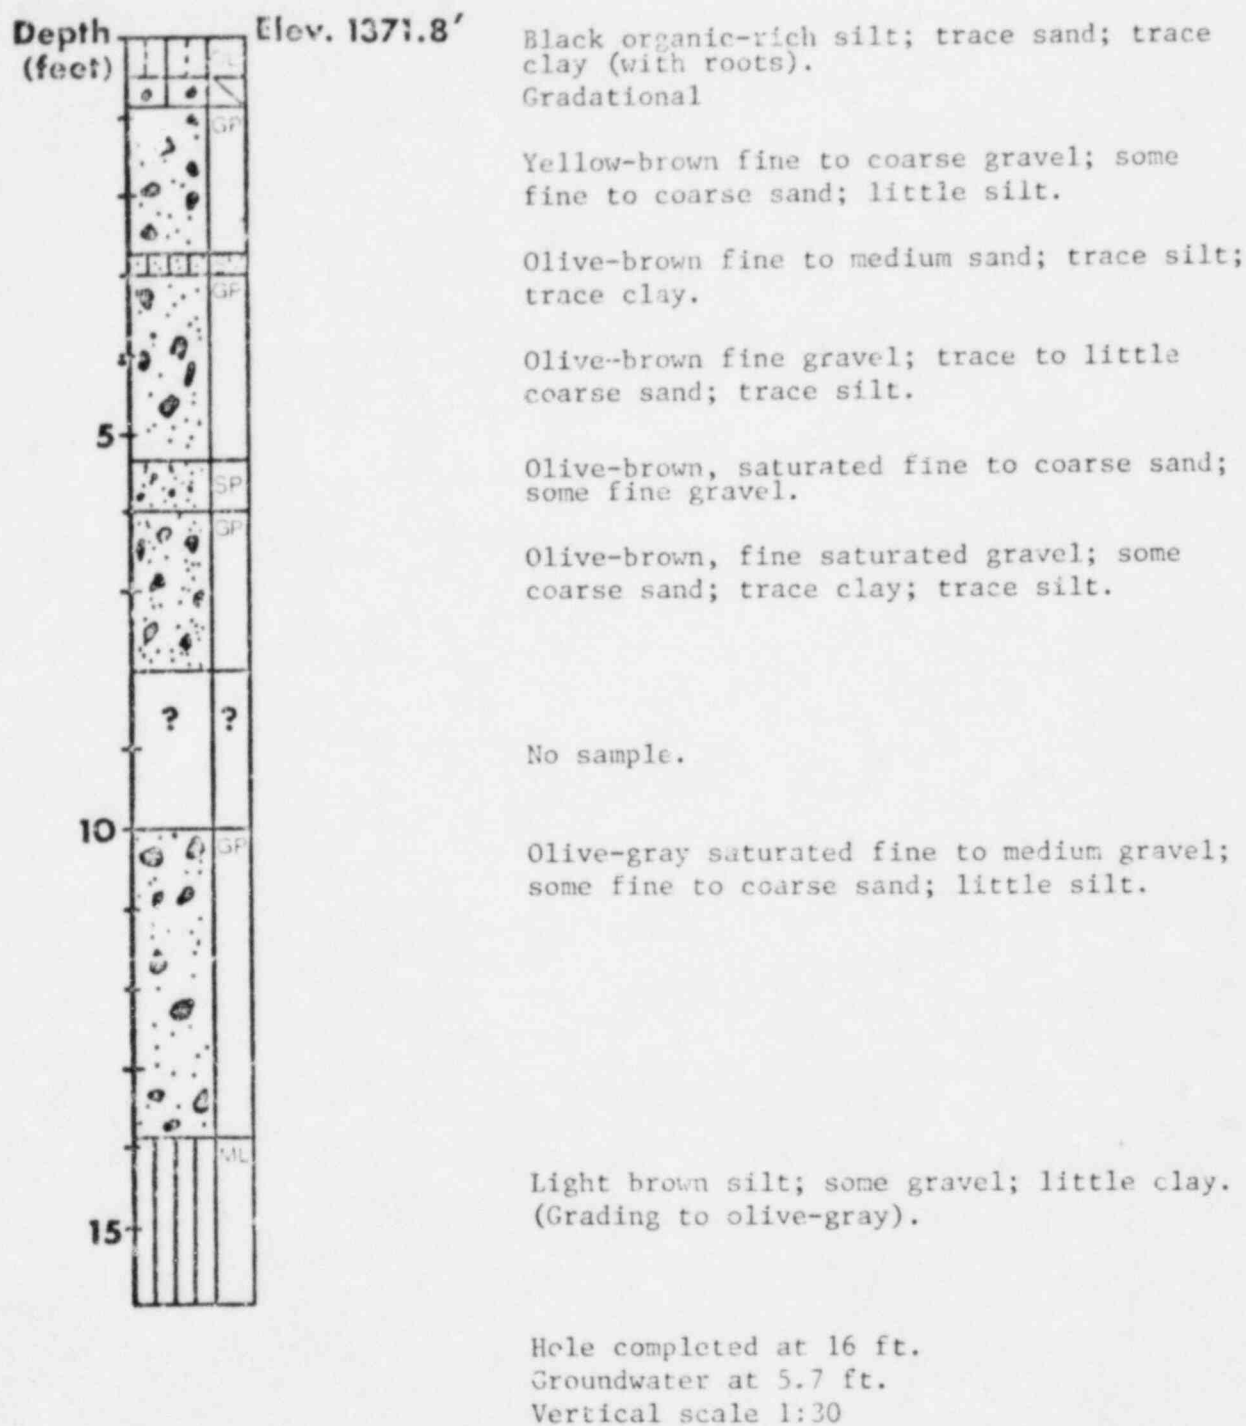 Depth Elev. 1371.8′
(feet)
Black organic-rich silt; trace sand; trace
clay (with roots).
Gradational
GP
Yellow-brown fine to coarse gravel; some
fine to coarse sand; little silt.
Olive-brown fine to medium sand; trace silt;
trace clay.
GP
Olive-brown fine gravel; trace to little
coarse sand; trace silt.
5
Olive-brown, saturated fine to coarse sand;
some fine gravel.
SP
GP
Olive-brown, fine saturated gravel; some
coarse sand; trace clay; trace silt.
? ?
No sample.
10
GP
Olive-gray saturated fine to medium gravel;
some fine to coarse sand; little silt.
ML
Light brown silt; some gravel; little clay.
(Grading to olive-gray).
15
Hole completed at 16 ft.
Groundwater at 5.7 ft.
Vertical scale 1:30